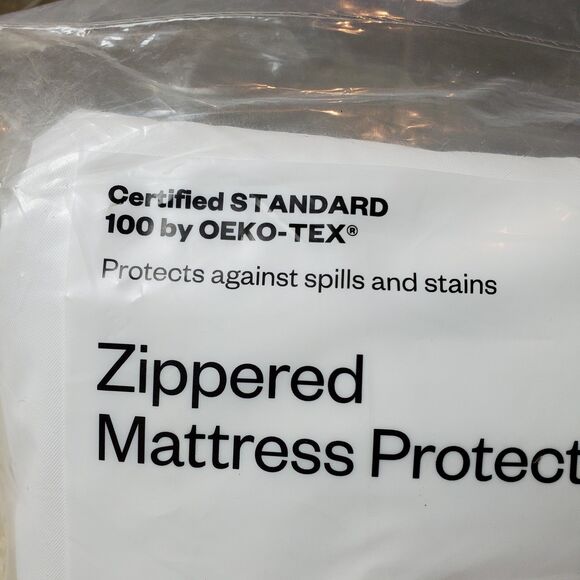 Certified STANDARD
100 by OEKO-TEX®
Protects against spills and stains
Zippered
Mattress Protect